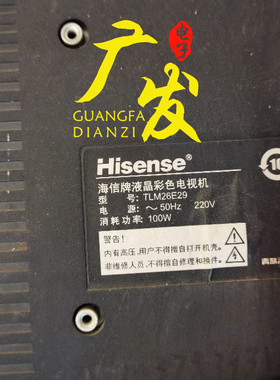 广发
电子
GUANGFA
DIANZI
Hisense®
海信牌液晶彩色电视机
型 号: TLM26E29
电 源: ～50Hz 220V
消耗功率: 100W
警告!
内有高压,用户不得擅自打开机壳。
非维修人员,不得擅自修理和换件。
10